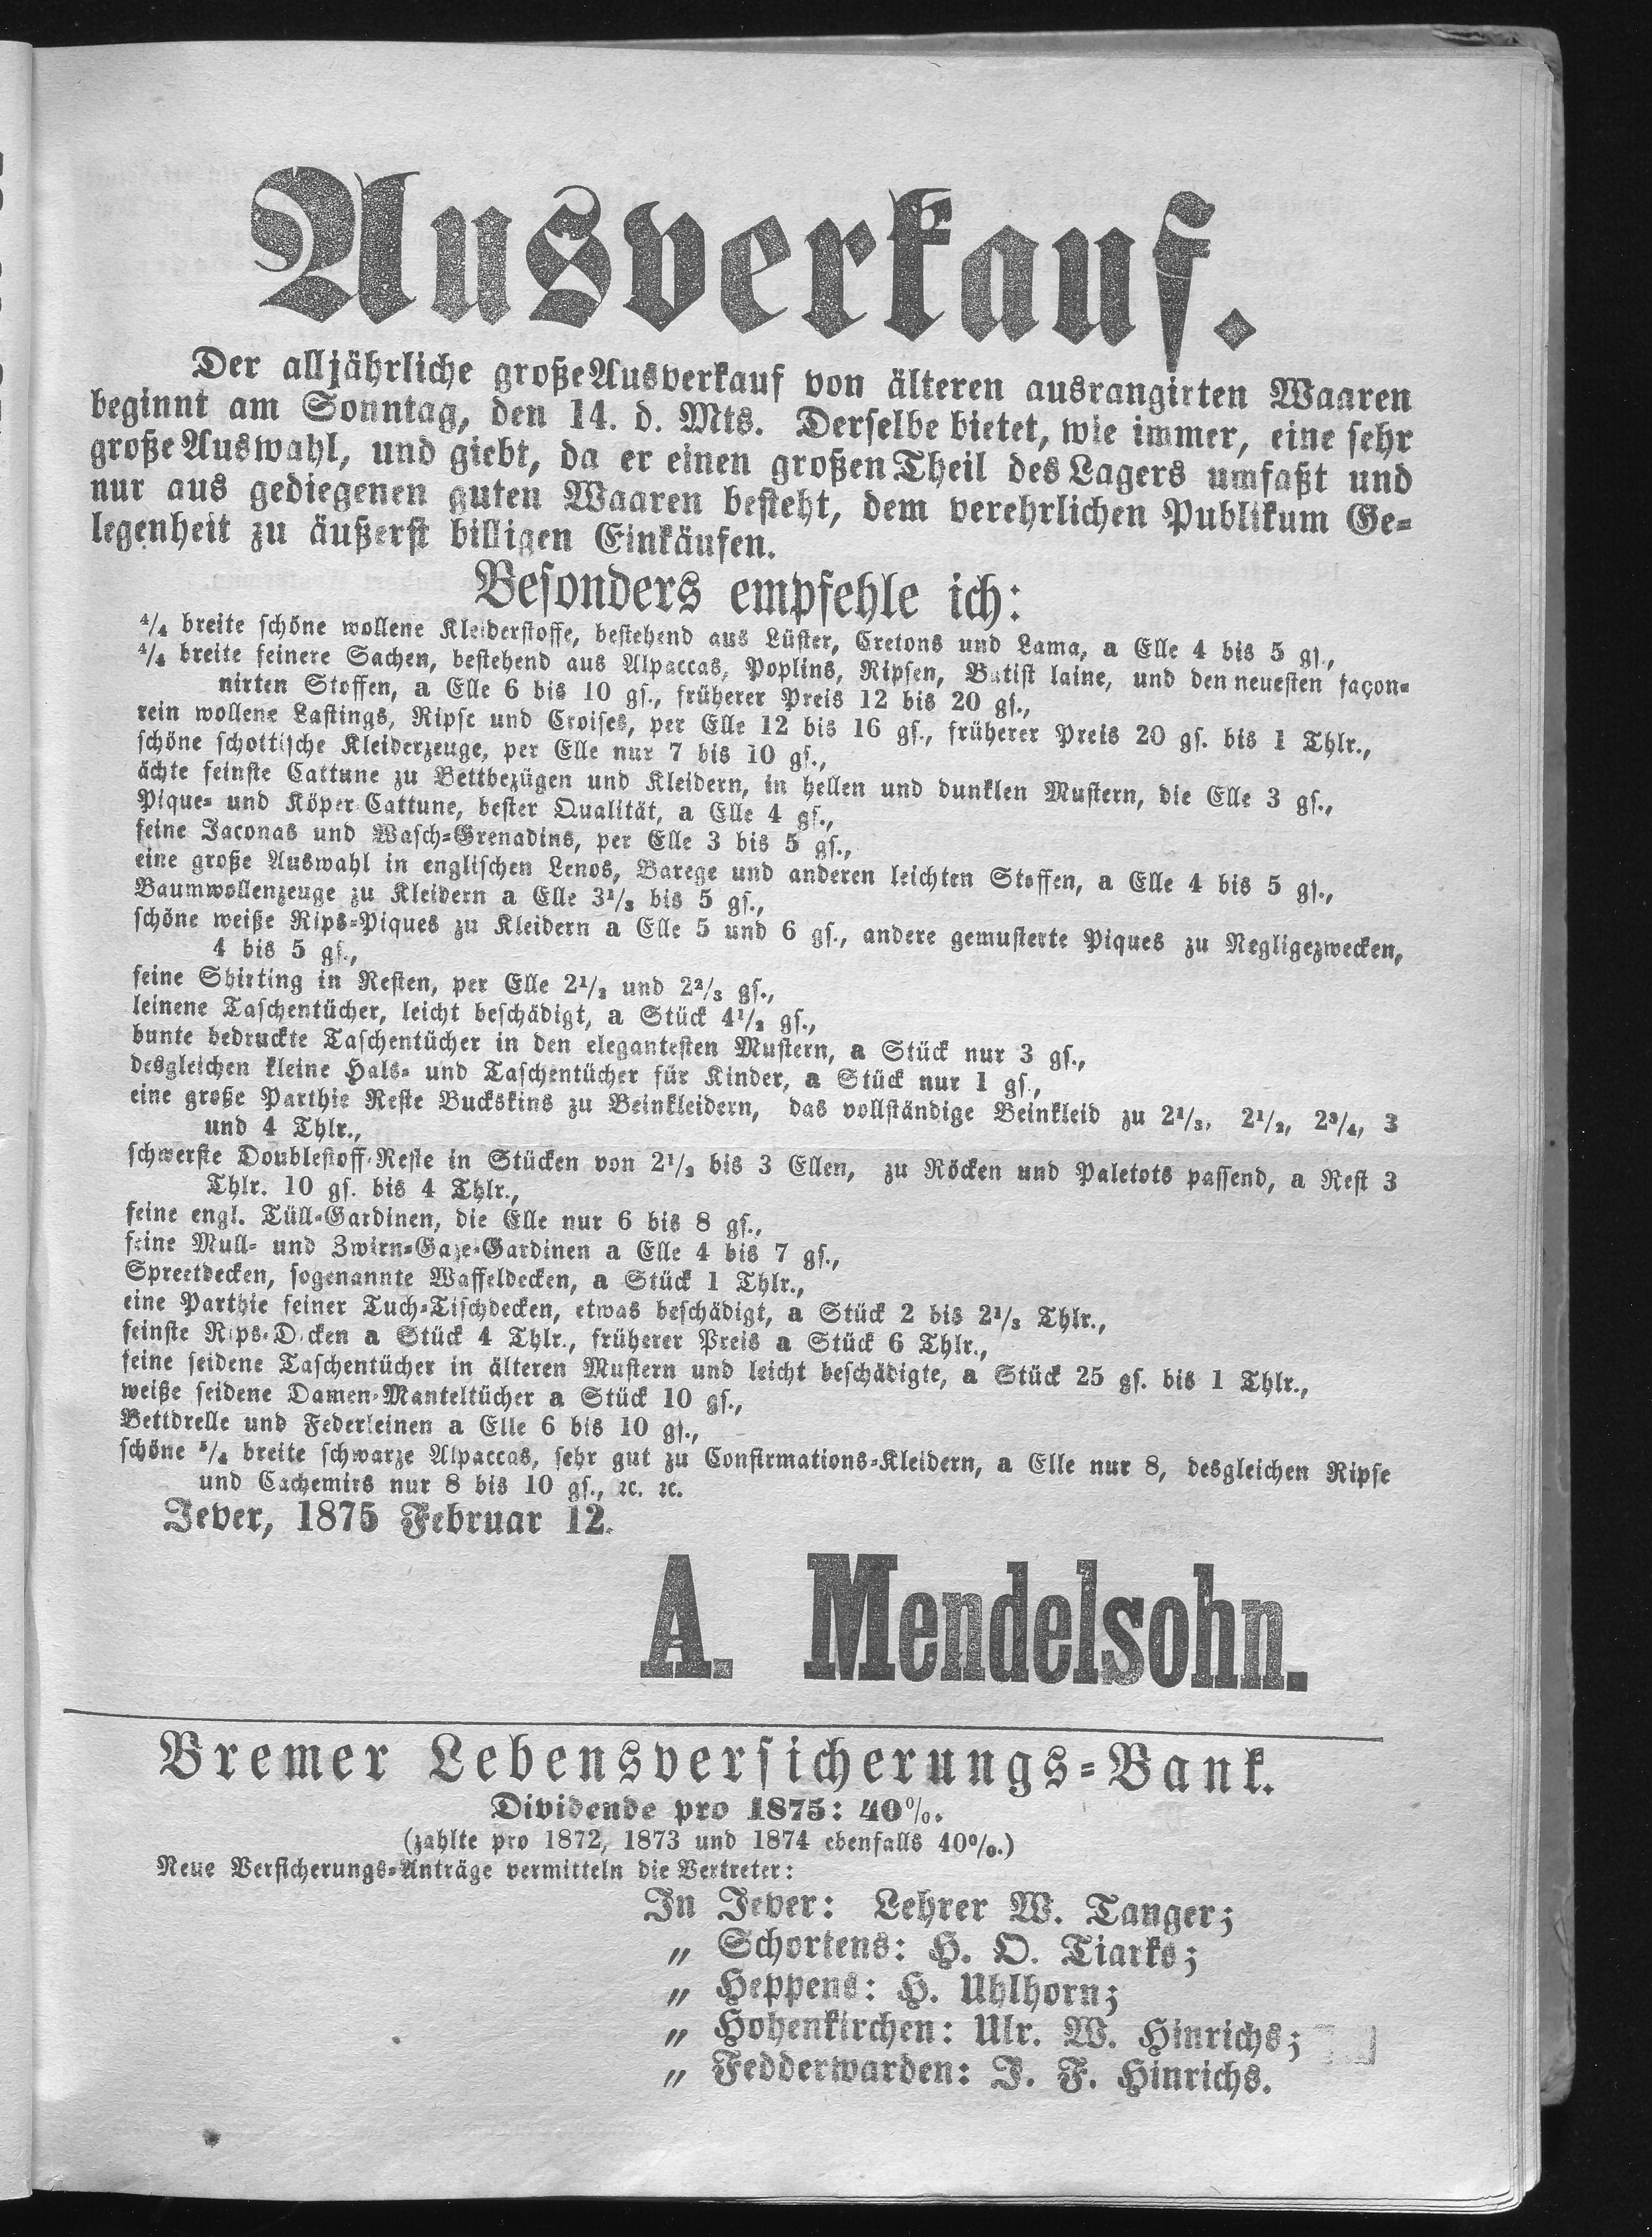 Ausverkauf.
Der alljährliche große Ausverkauf von älteren ausrangirten Waaren
beginnt am Sonntag, den 14. d. Mts. Derselbe bietet, wie immer, eine sehr
große Auswahl, und giebt, da er einen großen Theil des Lagers umfaßt und
nur aus gediegenen guten Waaren besteht, dem verehrlichen Publikum Ge-
legenheit zu äußerst billigen Einkäufen.
Besonders empfehle ich:
4/4 breite schöne wollene Kleiderstoffe, bestehend aus Lüster, Cretons und Lama, a Elle 4 bis 5 gs.,
4/4 breite feinere Sachen, bestehend aus Alpaccas, Poplins, Ripsen, Batist laine, und den neuesten façon-
nirten Stoffen, a Elle 6 bis 10 gs., früherer Preis 12 bis 20 gs.,
rein wollene Lastings, Ripse und Croises, per Elle 12 bis 16 gs., früherer Preis 20 gs. bis 1 Thlr.,
schöne schottische Kleiderzeuge, per Elle nur 7 bis 10 gs.,
ächte feinste Cattune zu Bettbezügen und Kleidern, in hellen und dunklen Mustern, die Elle 3 gs.,
Pique- und Köper-Cattune, bester Qualität, a Elle 4 gs.,
feine Jaconas und Wasch-Grenadins, per Elle 3 bis 5 gs.,
eine große Auswahl in englischen Lenos, Barege und anderen leichten Stoffen, a Elle 4 bis 5 gs.,
Baumwollenzeuge zu Kleidern a Elle 3 1/3 bis 5 gs.,
schöne weiße Rips-Piques zu Kleidern a Elle 5 und 6 gs., andere gemusterte Piques zu Negligezwecken,
4 bis 5 gs.,
feine Shirting in Resten, per Elle 2 1/2 und 2 2/3 gs.,
leinene Taschentücher, leicht beschädigt, a Stück 4 1/2 gs.,
bunte bedruckte Taschentücher in den elegantesten Mustern, a Stück nur 3 gs.,
desgleichen kleine Hals- und Taschentücher für Kinder, a Stück nur 1 gs.,
eine große Parthie Reste Buckskins zu Beinkleidern, das vollständige Beinkleid zu 2 1/3, 2 1/2, 2 3/4, 3
und 4 Thlr.,
schwerste Doublestoff-Reste in Stücken von 2 1/2 bis 3 Ellen, zu Röcken und Paletots passend, a Rest 3
Thlr. 10 gs. bis 4 Thlr.,
feine engl. Tüll-Gardinen, die Elle nur 6 bis 8 gs.,
feine Mull- und Zwirn-Gaze-Gardinen a Elle 4 bis 7 gs.,
Spreetdecken, sogenannte Waffeldecken, a Stück 1 Thlr.,
eine Parthie feiner Tuch-Tischdecken, etwas beschädigt, a Stück 2 bis 2 1/3 Thlr.,
feinste Rips-Decken a Stück 4 Thlr., früherer Preis a Stück 6 Thlr.,
feine seidene Taschentücher in älteren Mustern und leicht beschädigte, a Stück 25 gs. bis 1 Thlr.,
weiße seidene Damen-Manteltücher a Stück 10 gs.,
Bettdrelle und Federleinen a Elle 6 bis 10 gs.,
schöne 5/4 breite schwarze Alpaccas, sehr gut zu Confirmations-Kleidern, a Elle nur 8, desgleichen Ripse
und Cachemirs nur 8 bis 10 gs., ꝛc. ꝛc.
Jever, 1875 Februar 12.
A. Mendelsohn.
Bremer Lebensversicherungs-Bank.
Dividende pro 1875: 40%.
(zahlte pro 1872, 1873 und 1874 ebenfalls 40%.)
Neue Versicherungs-Anträge vermitteln die Vertreter:
In Jever: Lehrer W. Tanger;
„ Schortens: H. O. Tiarks;
„ Heppens: H. Uhlhorn;
„ Hohenkirchen: Ulr. W. Hinrichs;
„ Fedderwarden: J. F. Hinrichs.